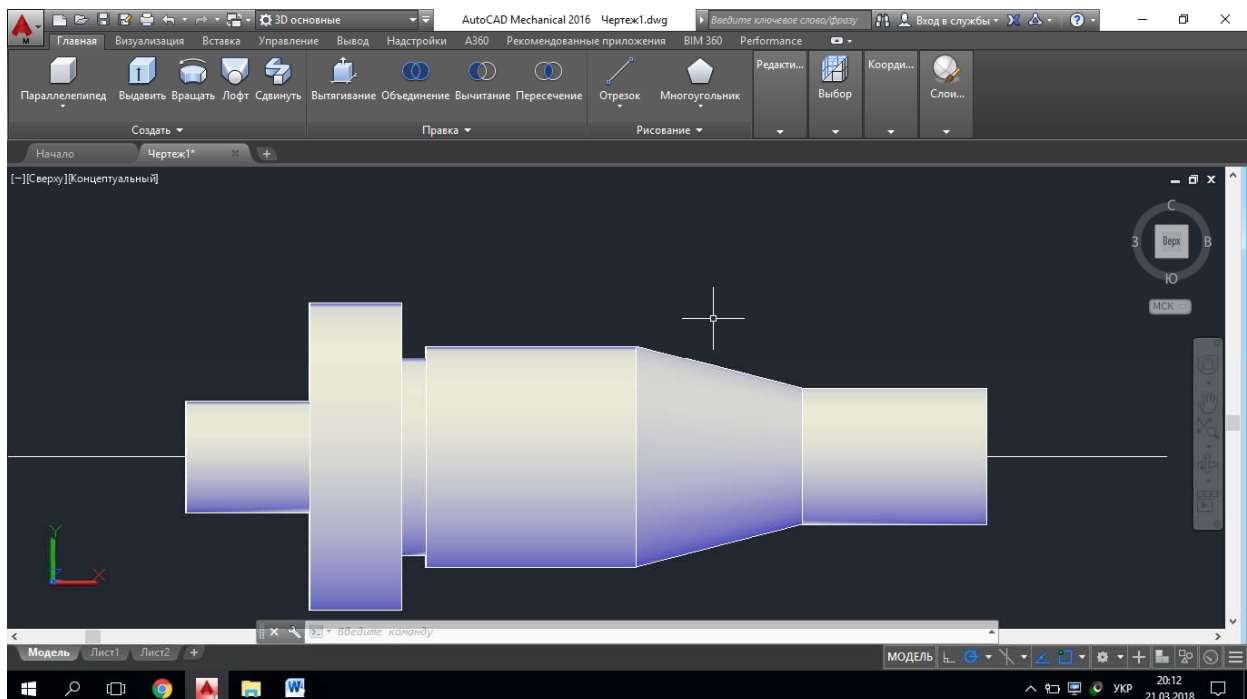 3D основные
AutoCAD Mechanical 2016 Чертеж1.dwg
Введите ключевое слово/фразу
Вход в службы
M
Главная Визуализация Вставка Управление Вывод Надстройки A360 Рекомендованные приложения BIM 360 Performance
Параллелепипед Выдавить Вращать Лофт Сдвинуть Вытягивание Объединение Вычитание Пересечение Отрезок Многоугольник
Редакти... Выбор Коорди... Слои...
Создать Правка Рисование
Начало Чертеж1*
[−][Сверху][Концептуальный]
С
З Верх В
Ю
МСК
Y
Z X
Введите команду
Модель Лист1 Лист2 +
МОДЕЛЬ
УКР
20:12
21.03.2018